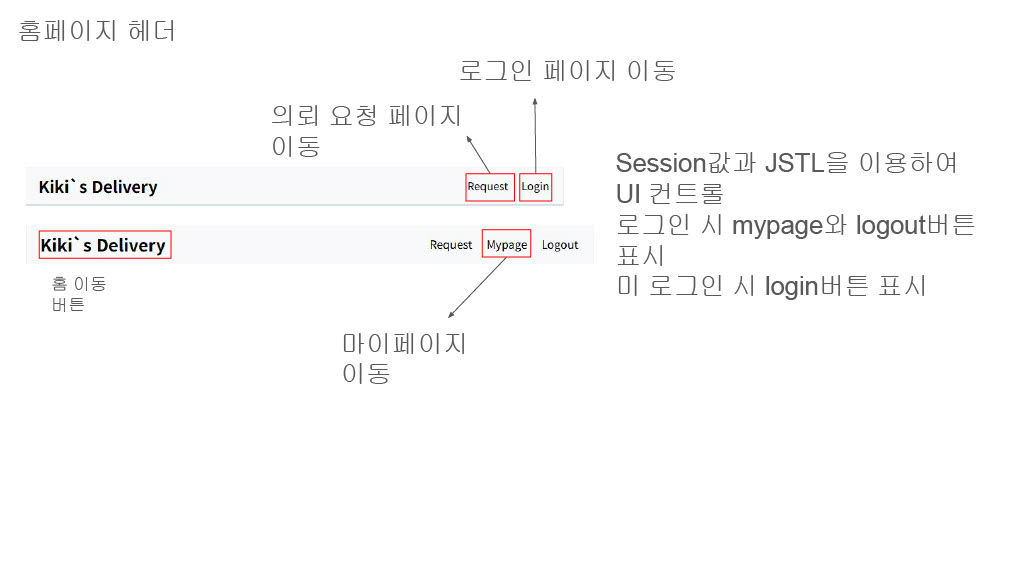 홈페이지 헤더
로그인 페이지 이동
의뢰 요청 페이지
이동
Kiki`s Delivery
Request
Login
Kiki`s Delivery
Request
Mypage
Logout
홈 이동
버튼
마이페이지
이동
Session값과 JSTL을 이용하여
UI 컨트롤
로그인 시 mypage와 logout버튼
표시
미 로그인 시 login버튼 표시